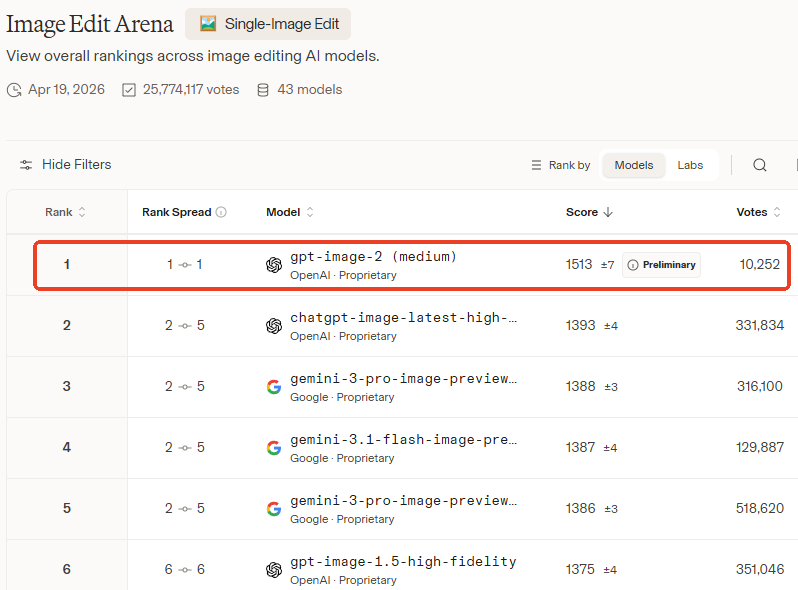 Image Edit Arena Single-Image Edit
View overall rankings across image editing AI models.
Apr 19, 2026 25,774,117 votes 43 models
Hide Filters Rank by Models Labs
Rank Rank Spread Model Score Votes
1 1 1 gpt-image-2 (medium) 1513 ±7 Preliminary 10,252
OpenAI · Proprietary
2 2 5 chatgpt-image-latest-high-… 1393 ±4 331,834
OpenAI · Proprietary
3 2 5 gemini-3-pro-image-preview… 1388 ±3 316,100
Google · Proprietary
4 2 5 gemini-3.1-flash-image-pre… 1387 ±4 129,887
Google · Proprietary
5 2 5 gemini-3-pro-image-preview… 1386 ±3 518,620
Google · Proprietary
6 6 6 gpt-image-1.5-high-fidelity 1375 ±4 351,046
OpenAI · Proprietary